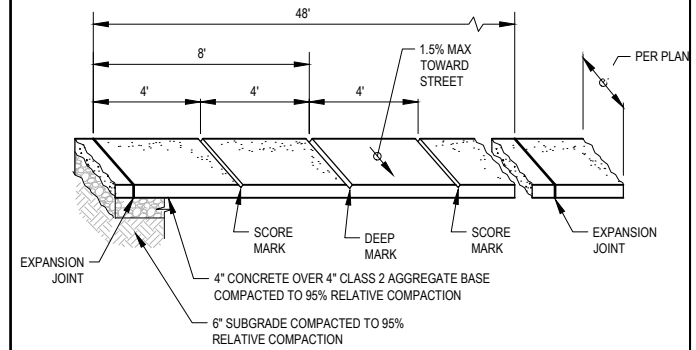 48'
8'
4'
4'
4'
1.5% MAX
TOWARD
STREET
PER PLAN
EXPANSION
JOINT
SCORE
MARK
DEEP
MARK
SCORE
MARK
EXPANSION
JOINT
4" CONCRETE OVER 4" CLASS 2 AGGREGATE BASE
COMPACTED TO 95% RELATIVE COMPACTION
6" SUBGRADE COMPACTED TO 95%
RELATIVE COMPACTION